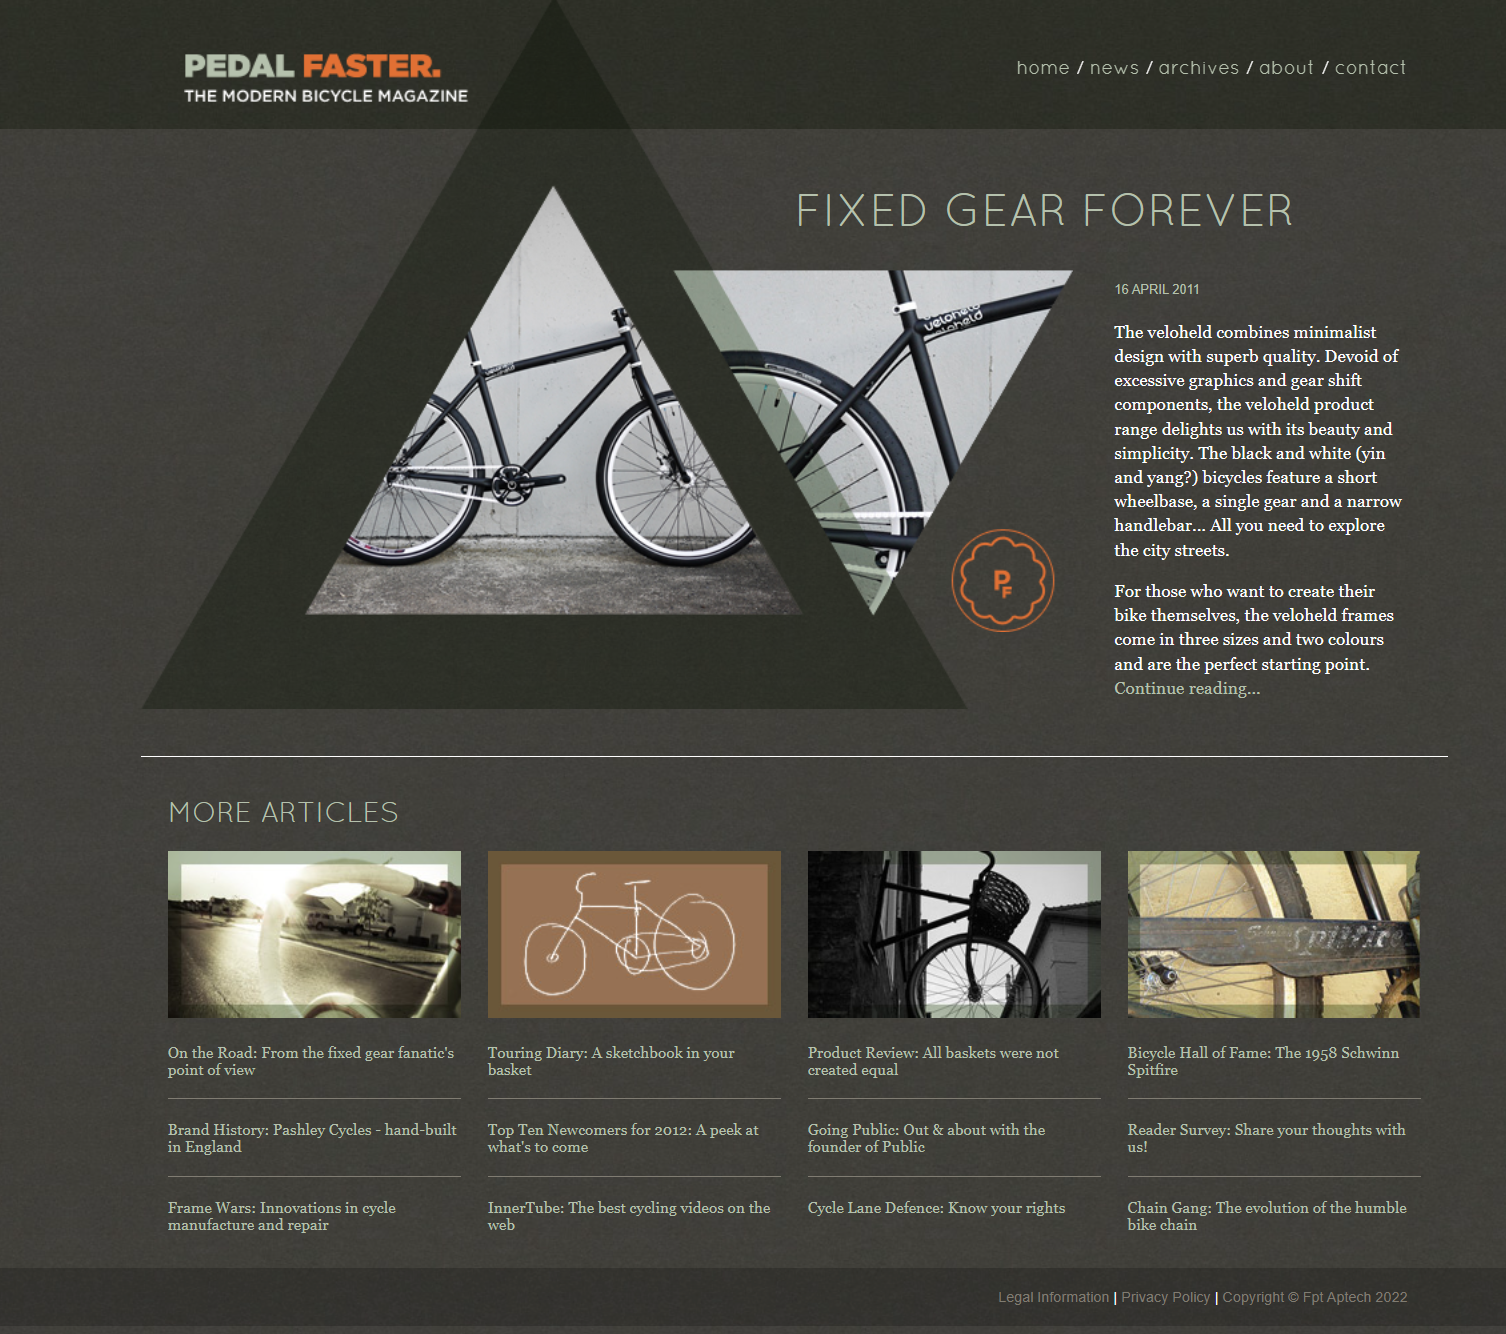 PEDAL FASTER.
THE MODERN BICYCLE MAGAZINE
home / news / archives / about / contact
FIXED GEAR FOREVER
veloheld
veloheld
16 APRIL 2011
The veloheld combines minimalist
design with superb quality. Devoid of
excessive graphics and gear shift
components, the veloheld product
range delights us with its beauty and
simplicity. The black and white (yin
and yang?) bicycles feature a short
wheelbase, a single gear and a narrow
handlebar... All you need to explore
the city streets.
For those who want to create their
bike themselves, the veloheld frames
come in three sizes and two colours
and are the perfect starting point.
Continue reading...
PF
MORE ARTICLES
Schwinn Spitfire
On the Road: From the fixed gear fanatic's
point of view
Touring Diary: A sketchbook in your
basket
Product Review: All baskets were not
created equal
Bicycle Hall of Fame: The 1958 Schwinn
Spitfire
Brand History: Pashley Cycles - hand-built
in England
Top Ten Newcomers for 2012: A peek at
what's to come
Going Public: Out & about with the
founder of Public
Reader Survey: Share your thoughts with
us!
Frame Wars: Innovations in cycle
manufacture and repair
InnerTube: The best cycling videos on the
web
Cycle Lane Defence: Know your rights
Chain Gang: The evolution of the humble
bike chain
Legal Information | Privacy Policy | Copyright © Fpt Aptech 2022